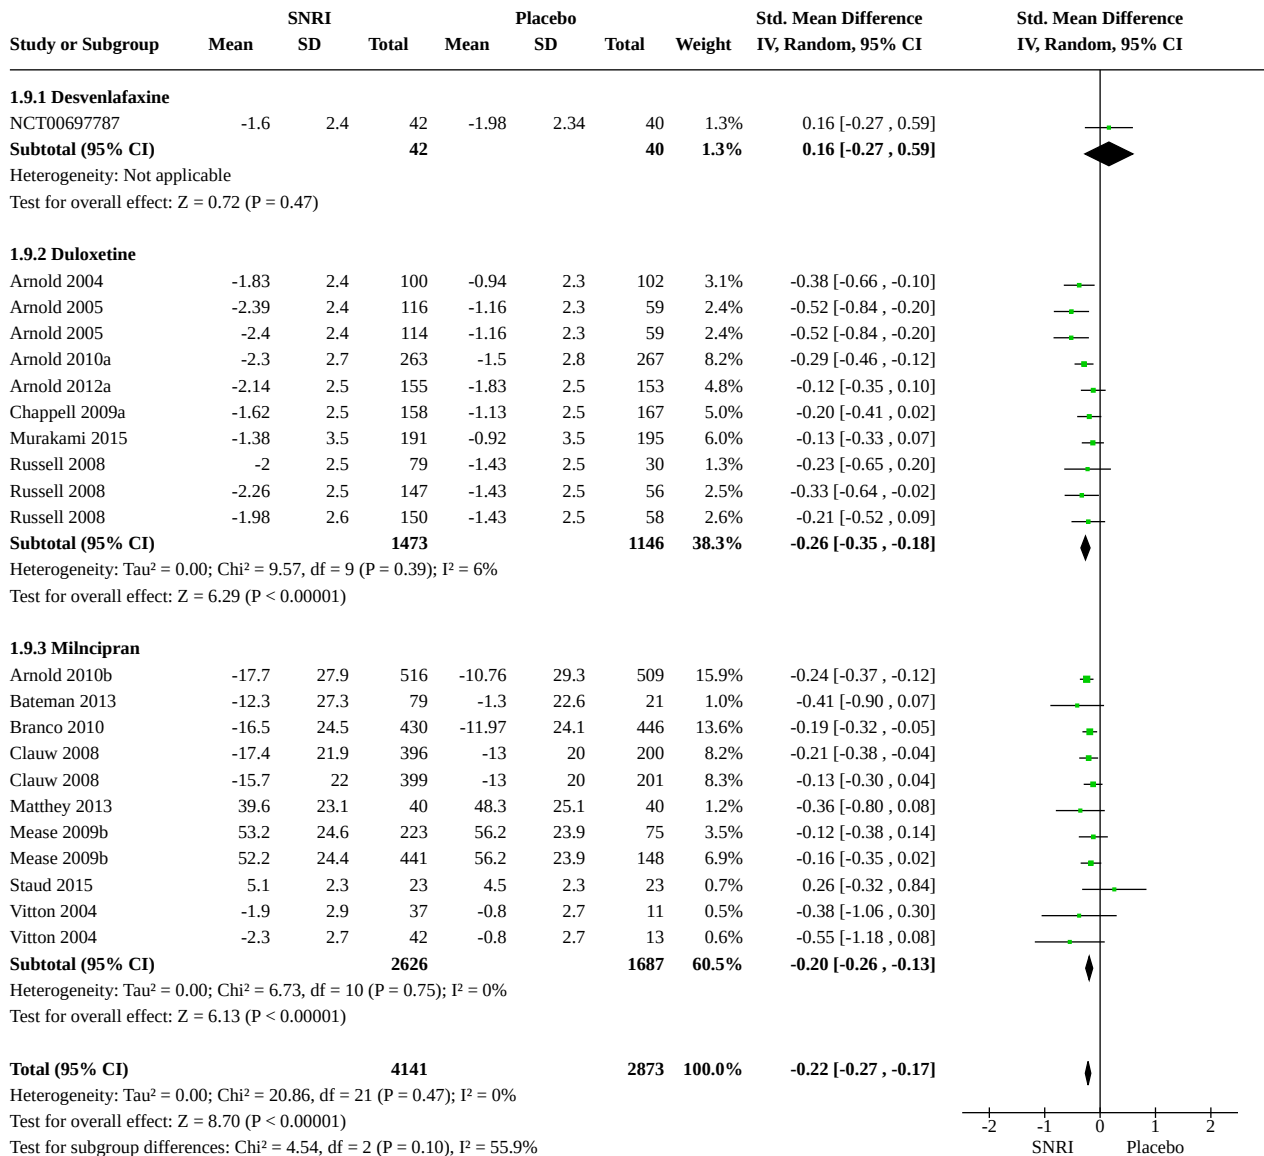 SNRI Placebo Std. Mean Difference Std. Mean Difference
Study or Subgroup Mean SD Total Mean SD Total Weight IV, Random, 95% CI IV, Random, 95% CI
1.9.1 Desvenlafaxine
NCT00697787 -1.6 2.4 42 -1.98 2.34 40 1.3% 0.16 [-0.27 , 0.59]
Subtotal (95% CI) 42 40 1.3% 0.16 [-0.27 , 0.59]
Heterogeneity: Not applicable
Test for overall effect: Z = 0.72 (P = 0.47)
1.9.2 Duloxetine
Arnold 2004 -1.83 2.4 100 -0.94 2.3 102 3.1% -0.38 [-0.66 , -0.10]
Arnold 2005 -2.39 2.4 116 -1.16 2.3 59 2.4% -0.52 [-0.84 , -0.20]
Arnold 2005 -2.4 2.4 114 -1.16 2.3 59 2.4% -0.52 [-0.84 , -0.20]
Arnold 2010a -2.3 2.7 263 -1.5 2.8 267 8.2% -0.29 [-0.46 , -0.12]
Arnold 2012a -2.14 2.5 155 -1.83 2.5 153 4.8% -0.12 [-0.35 , 0.10]
Chappell 2009a -1.62 2.5 158 -1.13 2.5 167 5.0% -0.20 [-0.41 , 0.02]
Murakami 2015 -1.38 3.5 191 -0.92 3.5 195 6.0% -0.13 [-0.33 , 0.07]
Russell 2008 -2 2.5 79 -1.43 2.5 30 1.3% -0.23 [-0.65 , 0.20]
Russell 2008 -2.26 2.5 147 -1.43 2.5 56 2.5% -0.33 [-0.64 , -0.02]
Russell 2008 -1.98 2.6 150 -1.43 2.5 58 2.6% -0.21 [-0.52 , 0.09]
Subtotal (95% CI) 1473 1146 38.3% -0.26 [-0.35 , -0.18]
Heterogeneity: Tau² = 0.00; Chi² = 9.57, df = 9 (P = 0.39); I² = 6%
Test for overall effect: Z = 6.29 (P < 0.00001)
1.9.3 Milncipran
Arnold 2010b -17.7 27.9 516 -10.76 29.3 509 15.9% -0.24 [-0.37 , -0.12]
Bateman 2013 -12.3 27.3 79 -1.3 22.6 21 1.0% -0.41 [-0.90 , 0.07]
Branco 2010 -16.5 24.5 430 -11.97 24.1 446 13.6% -0.19 [-0.32 , -0.05]
Clauw 2008 -17.4 21.9 396 -13 20 200 8.2% -0.21 [-0.38 , -0.04]
Clauw 2008 -15.7 22 399 -13 20 201 8.3% -0.13 [-0.30 , 0.04]
Matthey 2013 39.6 23.1 40 48.3 25.1 40 1.2% -0.36 [-0.80 , 0.08]
Mease 2009b 53.2 24.6 223 56.2 23.9 75 3.5% -0.12 [-0.38 , 0.14]
Mease 2009b 52.2 24.4 441 56.2 23.9 148 6.9% -0.16 [-0.35 , 0.02]
Staud 2015 5.1 2.3 23 4.5 2.3 23 0.7% 0.26 [-0.32 , 0.84]
Vitton 2004 -1.9 2.9 37 -0.8 2.7 11 0.5% -0.38 [-1.06 , 0.30]
Vitton 2004 -2.3 2.7 42 -0.8 2.7 13 0.6% -0.55 [-1.18 , 0.08]
Subtotal (95% CI) 2626 1687 60.5% -0.20 [-0.26 , -0.13]
Heterogeneity: Tau² = 0.00; Chi² = 6.73, df = 10 (P = 0.75); I² = 0%
Test for overall effect: Z = 6.13 (P < 0.00001)
Total (95% CI) 4141 2873 100.0% -0.22 [-0.27 , -0.17]
Heterogeneity: Tau² = 0.00; Chi² = 20.86, df = 21 (P = 0.47); I² = 0%
Test for overall effect: Z = 8.70 (P < 0.00001) -2 -1 0 1 2
Test for subgroup differences: Chi² = 4.54, df = 2 (P = 0.10), I² = 55.9% SNRI Placebo